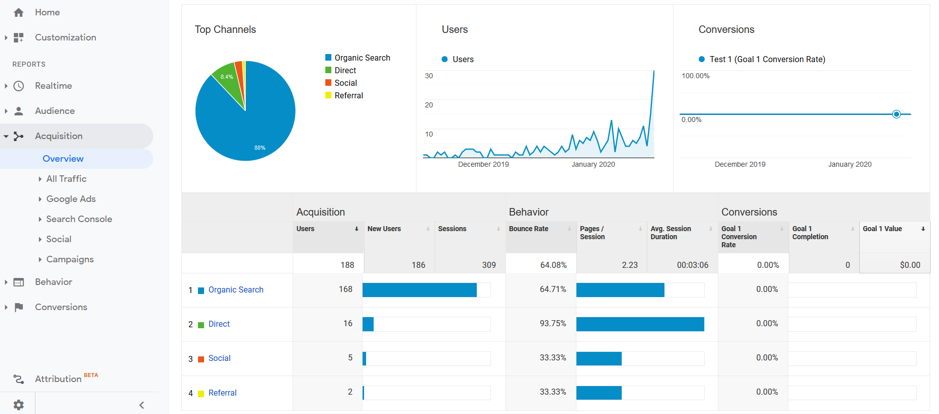 Home
Customization
REPORTS
Realtime
Audience
Acquisition
Overview
All Traffic
Google Ads
Search Console
Social
Campaigns
Behavior
Conversions
Attribution BETA
Top Channels
Organic Search
Direct
Social
Referral
8.4%
88%
Users
Users
30
20
10
December 2019 January 2020
Conversions
Test 1 (Goal 1 Conversion Rate)
100.00%
0.00%
December 2019 January 2020
Acquisition Behavior Conversions
Users New Users Sessions Bounce Rate Pages / Session Avg. Session Duration Goal 1 Conversion Rate Goal 1 Completion Goal 1 Value
188 186 309 64.08% 2.23 00:03:06 0.00% 0 $0.00
1 Organic Search 168 64.71% 0.00%
2 Direct 16 93.75% 0.00%
3 Social 5 33.33% 0.00%
4 Referral 2 33.33% 0.00%